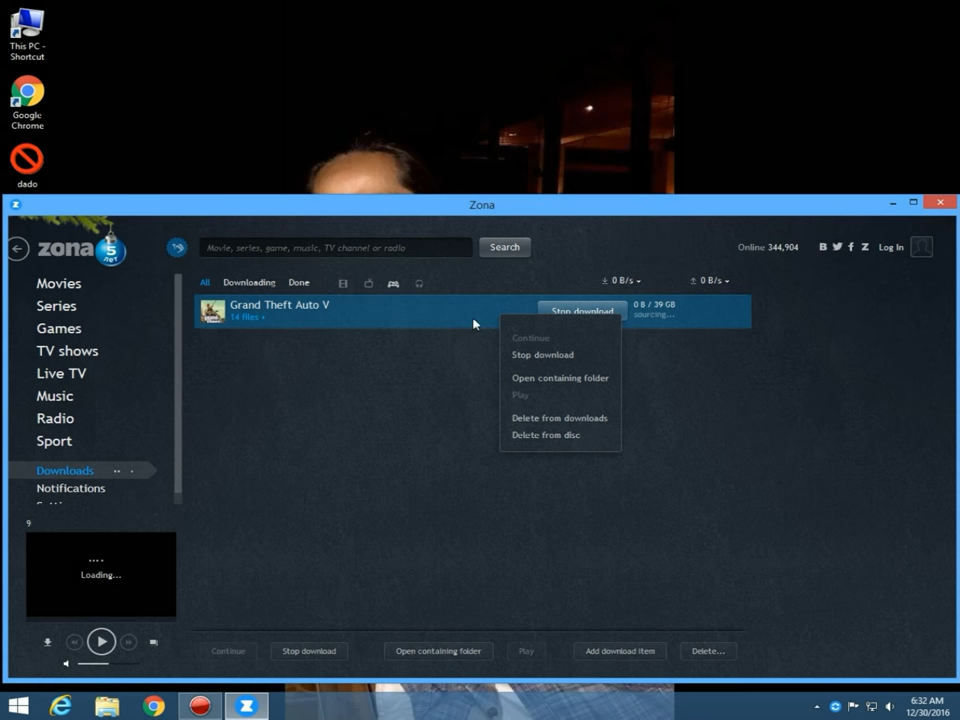 This PC -
Shortcut
Google
Chrome
dado
Zona
zona 5 лет
Movie, series, game, music, TV channel or radio
Search
Online 344,904
Log In
Movies
Series
Games
TV shows
Live TV
Music
Radio
Sport
Downloads
Notifications
All Downloading Done
0 B/s
0 B/s
Grand Theft Auto V
14 files
Stop download
0 B / 39 GB
sourcing...
Continue
Stop download
Open containing folder
Play
Delete from downloads
Delete from disc
9
Loading...
Continue
Stop download
Open containing folder
Play
Add download item
Delete...
6:32 AM
12/30/2016